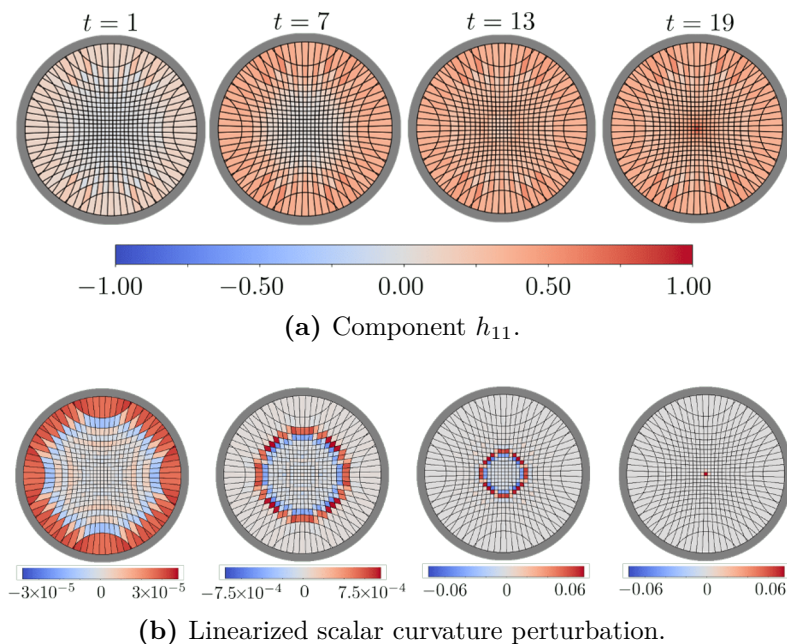 t = 1 t = 7 t = 13 t = 19
−1.00 −0.50 0.00 0.50 1.00
(a) Component h₁₁.
−3×10⁻⁵ 0 3×10⁻⁵ −7.5×10⁻⁴ 0 7.5×10⁻⁴ −0.06 0 0.06 −0.06 0 0.06
(b) Linearized scalar curvature perturbation.